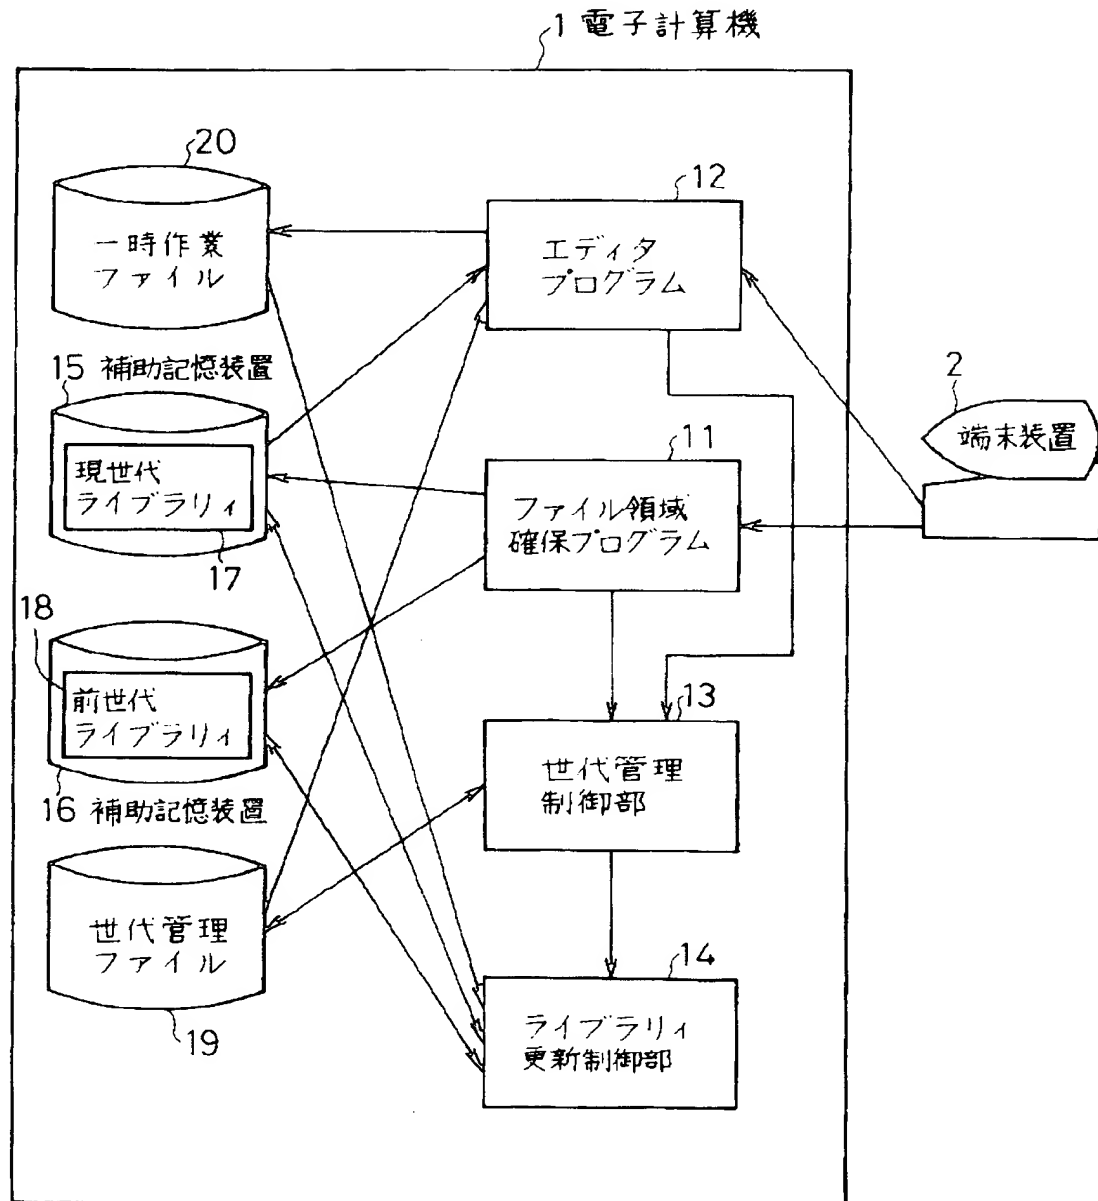 1 電子計算機
20
一時作業
ファイル
12
エディタ
プログラム
15 補助記憶装置
現世代
ライブラリィ
17
11
ファイル領域
確保プログラム
2
端末装置
18
前世代
ライブラリィ
16 補助記憶装置
13
世代管理
制御部
世代管理
ファイル
19
14
ライブラリィ
更新制御部